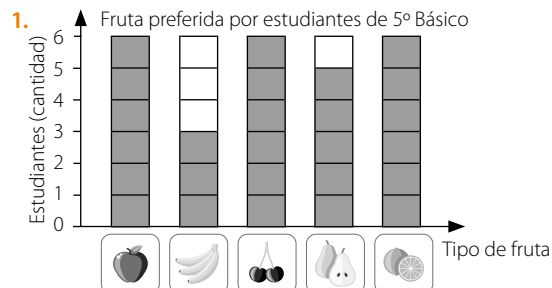 1.
Fruta preferida por estudiantes de 5º Básico
Estudiantes (cantidad)
6
5
4
3
2
1
0
Tipo de fruta